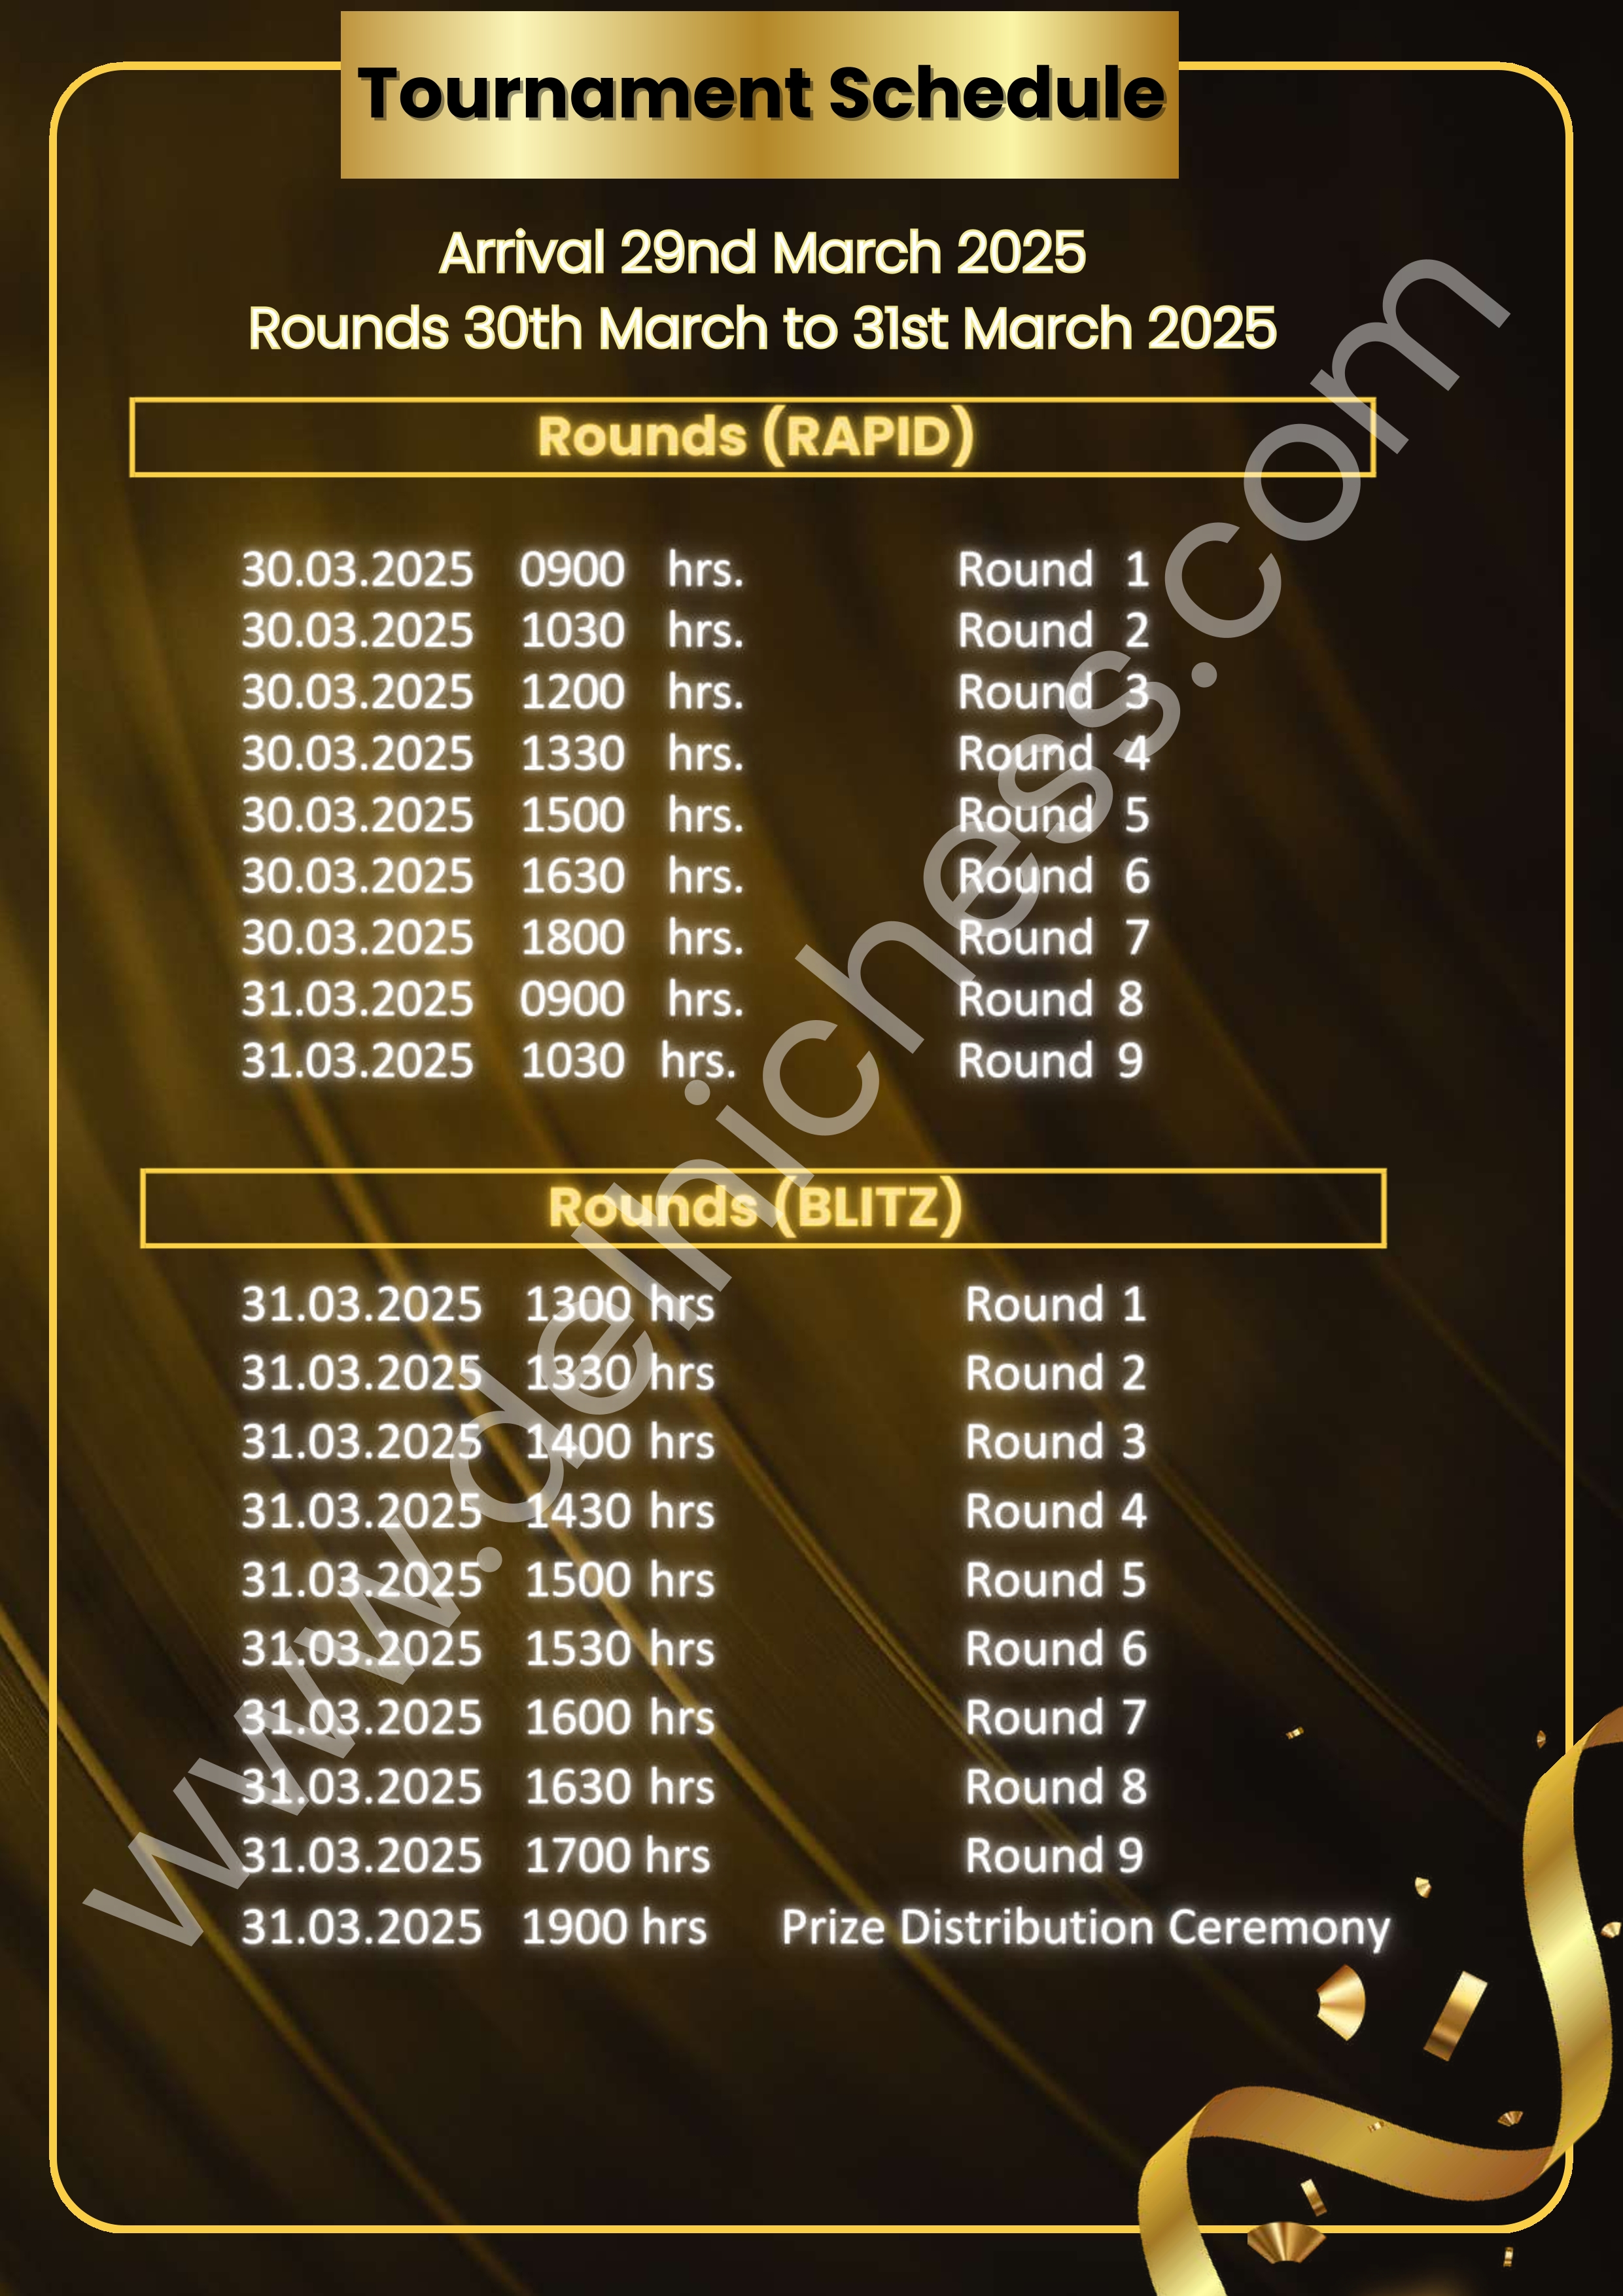 Tournament Schedule
Arrival 29nd March 2025
Rounds 30th March to 31st March 2025
Rounds (RAPID)
30.03.2025 0900 hrs. Round 1
30.03.2025 1030 hrs. Round 2
30.03.2025 1200 hrs. Round 3
30.03.2025 1330 hrs. Round 4
30.03.2025 1500 hrs. Round 5
30.03.2025 1630 hrs. Round 6
30.03.2025 1800 hrs. Round 7
31.03.2025 0900 hrs. Round 8
31.03.2025 1030 hrs. Round 9
Rounds (BLITZ)
31.03.2025 1300 hrs Round 1
31.03.2025 1330 hrs Round 2
31.03.2025 1400 hrs Round 3
31.03.2025 1430 hrs Round 4
31.03.2025 1500 hrs Round 5
31.03.2025 1530 hrs Round 6
31.03.2025 1600 hrs Round 7
31.03.2025 1630 hrs Round 8
31.03.2025 1700 hrs Round 9
31.03.2025 1900 hrs Prize Distribution Ceremony
www.delhichess.com